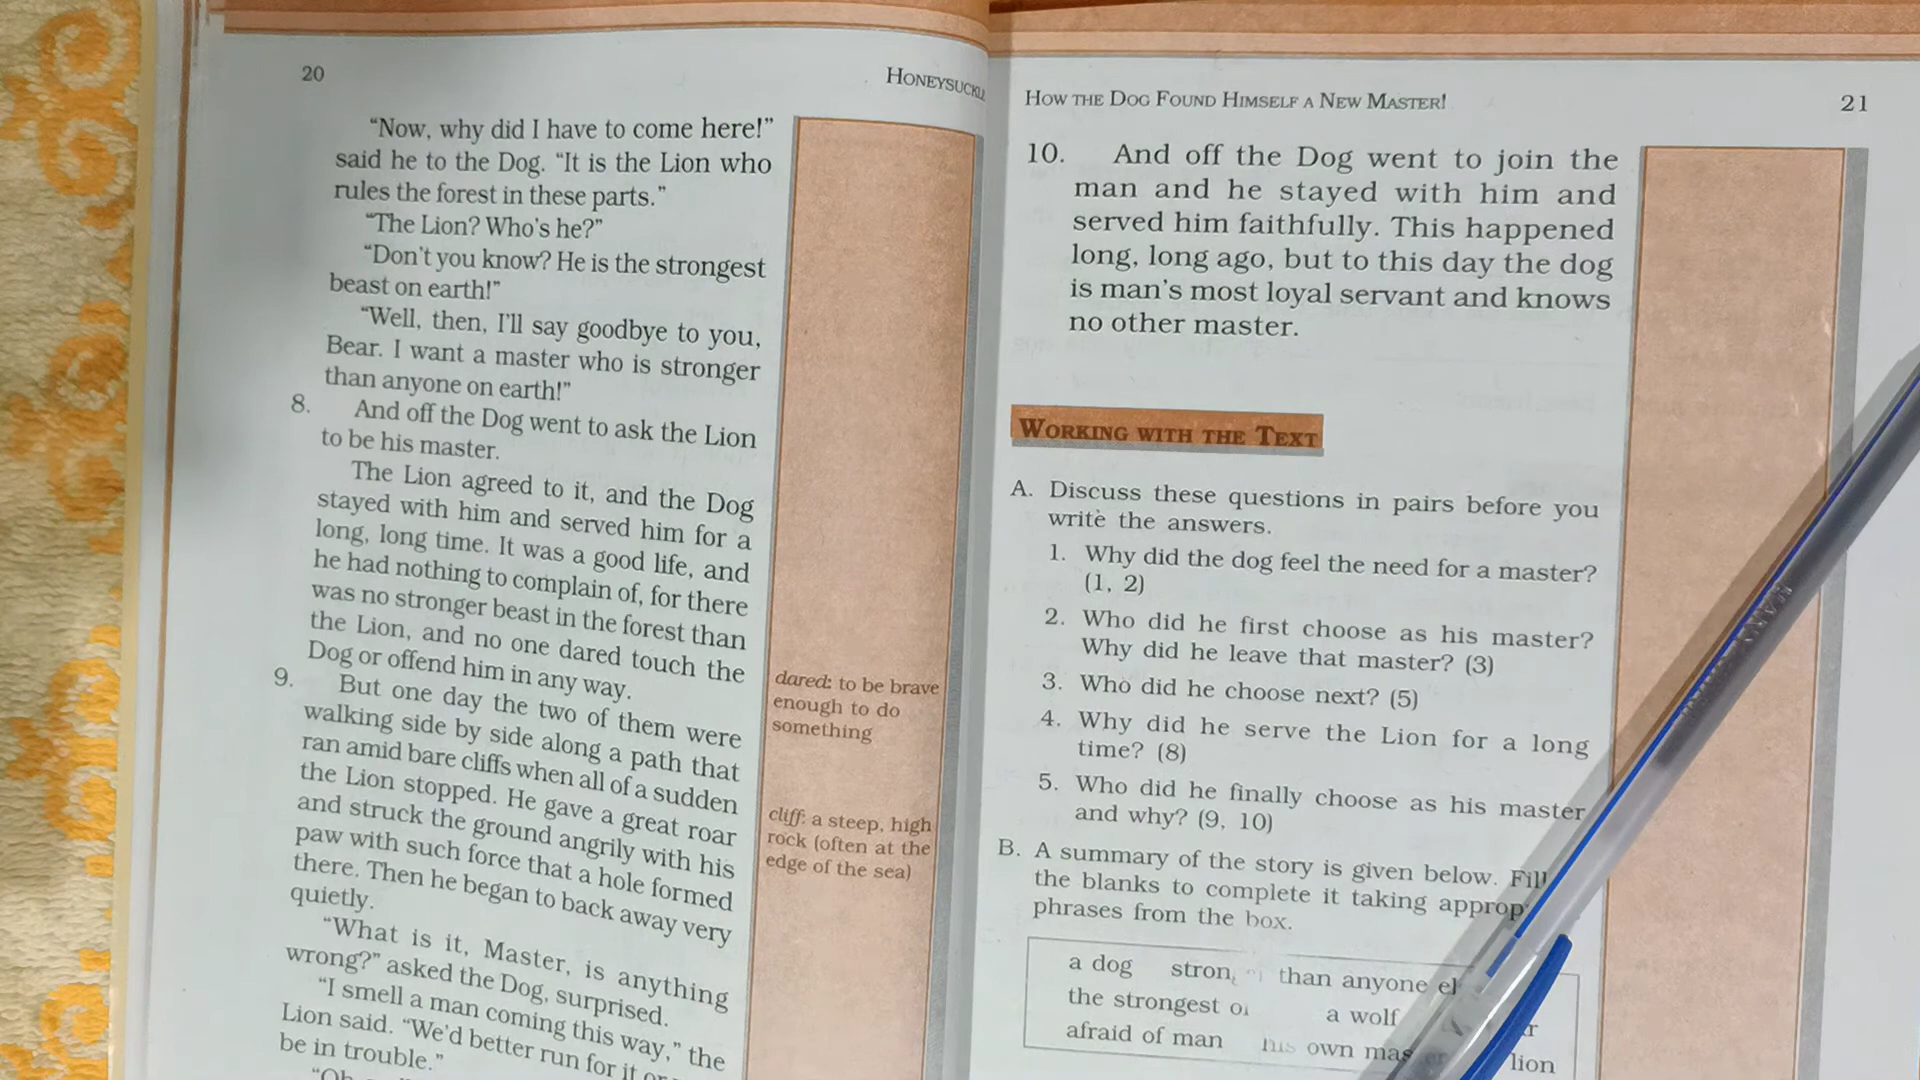 20
HONEYSUCKLE
"Now, why did I have to come here!"
said he to the Dog. "It is the Lion who
rules the forest in these parts."
"The Lion? Who's he?"
"Don't you know? He is the strongest
beast on earth!"
"Well, then, I'll say goodbye to you,
Bear. I want a master who is stronger
than anyone on earth!"
8. And off the Dog went to ask the Lion
to be his master.
The Lion agreed to it, and the Dog
stayed with him and served him for a
long, long time. It was a good life, and
he had nothing to complain of, for there
was no stronger beast in the forest than
the Lion, and no one dared touch the
Dog or offend him in any way.
9. But one day the two of them were
walking side by side along a path that
ran amid bare cliffs when all of a sudden
the Lion stopped. He gave a great roar
and struck the ground angrily with his
paw with such force that a hole formed
there. Then he began to back away very
quietly.
"What is it, Master, is anything
wrong?" asked the Dog, surprised.
"I smell a man coming this way," the
Lion said. "We'd better run for it or
be in trouble."
dared: to be brave
enough to do
something
cliff: a steep, high
rock (often at the
edge of the sea)
HOW THE DOG FOUND HIMSELF A NEW MASTER!
21
10. And off the Dog went to join the
man and he stayed with him and
served him faithfully. This happened
long, long ago, but to this day the dog
is man's most loyal servant and knows
no other master.
WORKING WITH THE TEXT
A. Discuss these questions in pairs before you
write the answers.
1. Why did the dog feel the need for a master?
(1, 2)
2. Who did he first choose as his master?
Why did he leave that master? (3)
3. Who did he choose next? (5)
4. Why did he serve the Lion for a long
time? (8)
5. Who did he finally choose as his master
and why? (9, 10)
B. A summary of the story is given below. Fill
the blanks to complete it taking
phrases from the box.
a dog than anyone
the strongest a wolf
afraid of man his own lion